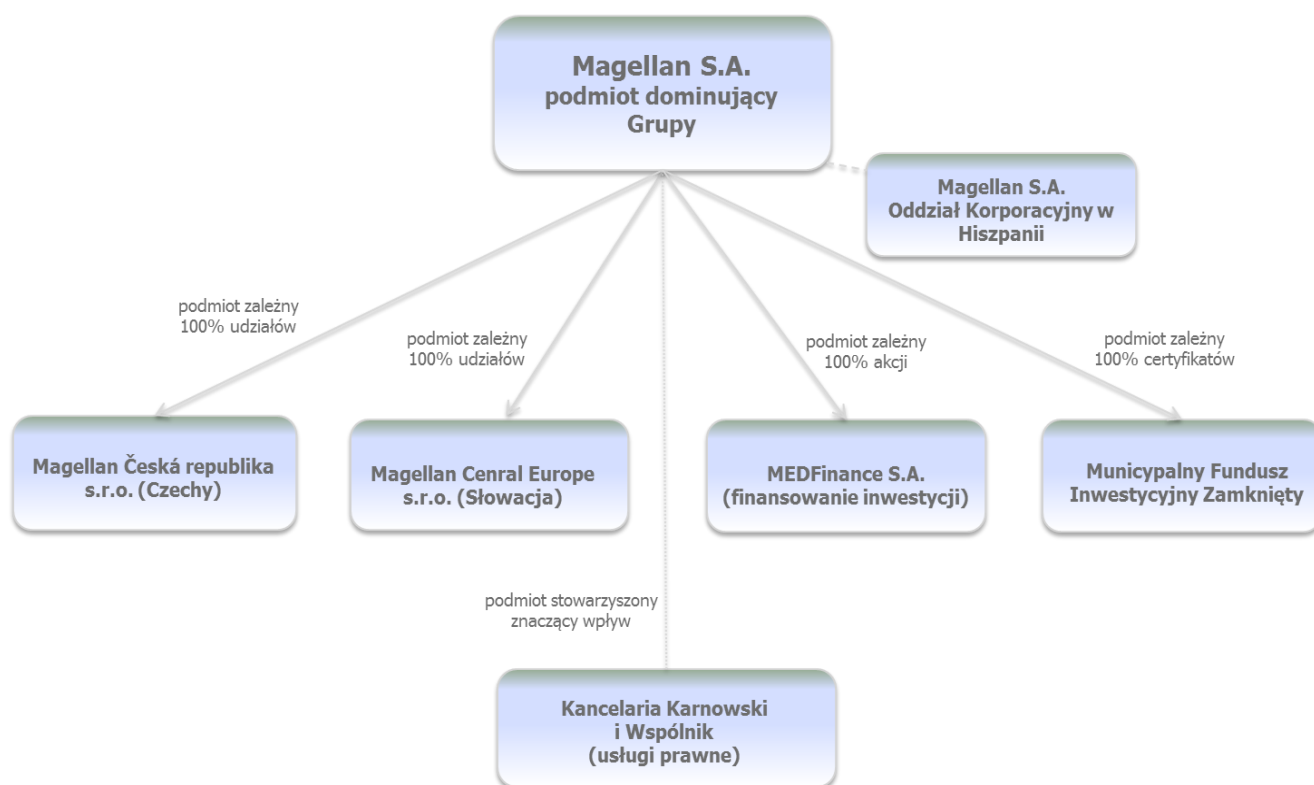 Magellan S.A.
podmiot dominujący
Grupy
Magellan S.A.
Oddział Korporacyjny w
Hiszpanii
podmiot zależny
100% udziałów
podmiot zależny
100% udziałów
podmiot zależny
100% akcji
podmiot zależny
100% certyfikatów
Magellan Česká republika
s.r.o. (Czechy)
Magellan Cenral Europe
s.r.o. (Słowacja)
MEDFinance S.A.
(finansowanie inwestycji)
Municypalny Fundusz
Inwestycyjny Zamknięty
podmiot stowarzyszony
znaczący wpływ
Kancelaria Karnowski
i Wspólnik
(usługi prawne)